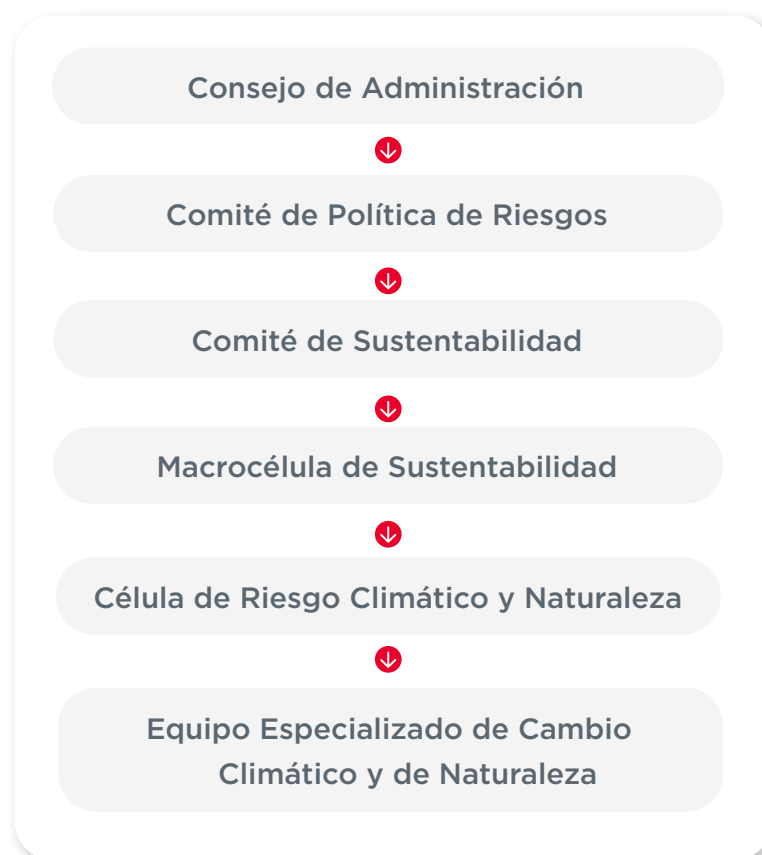 Consejo de Administración
Comité de Política de Riesgos
Comité de Sustentabilidad
Macrocélula de Sustentabilidad
Célula de Riesgo Climático y Naturaleza
Equipo Especializado de Cambio
Climático y de Naturaleza